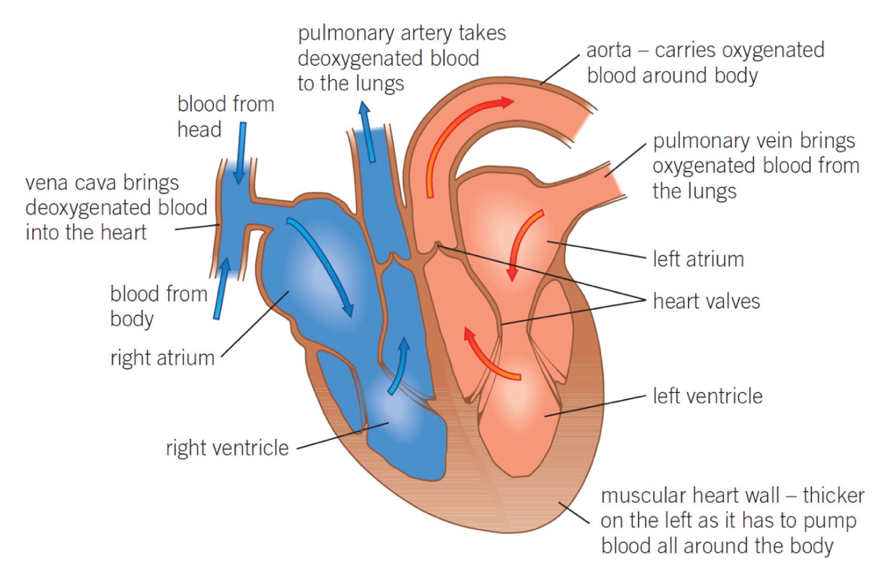 pulmonary artery takes
deoxygenated blood
to the lungs
aorta – carries oxygenated
blood around body
blood from
head
pulmonary vein brings
oxygenated blood from
the lungs
vena cava brings
deoxygenated blood
into the heart
left atrium
heart valves
blood from
body
right atrium
left ventricle
right ventricle
muscular heart wall – thicker
on the left as it has to pump
blood all around the body